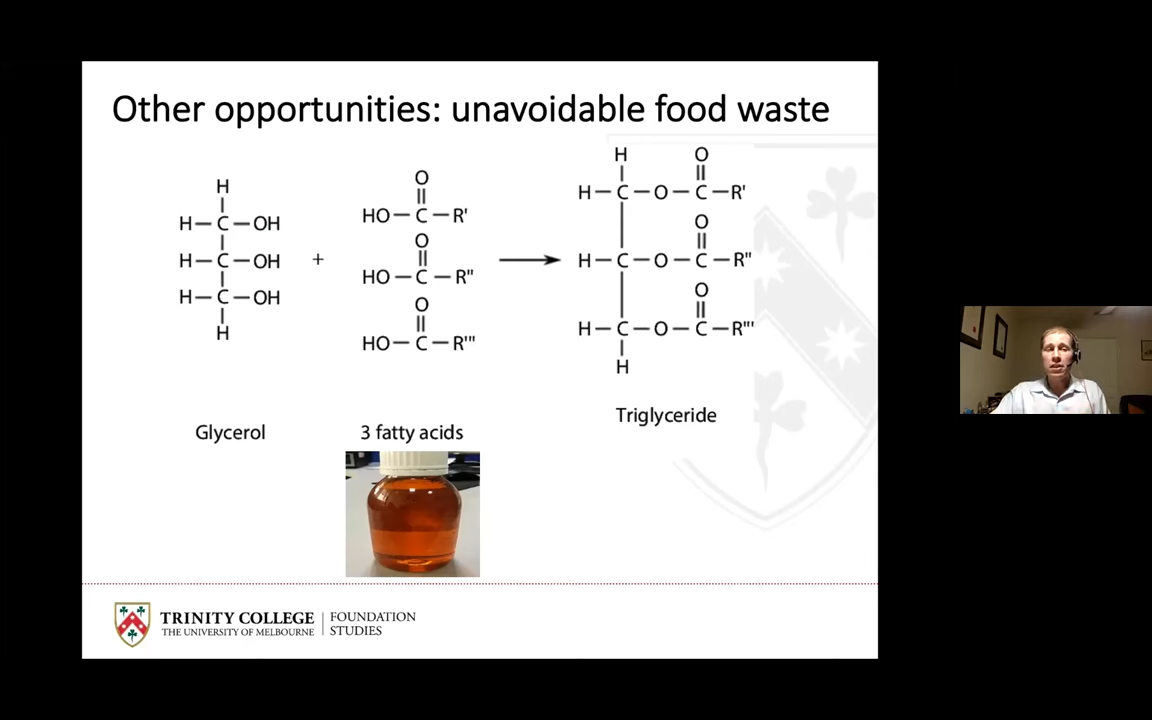 Other opportunities: unavoidable food waste
H
H–C–OH
H–C–OH
H–C–OH
H
+
O
HO–C–R'
O
HO–C–R"
O
HO–C–R'"
H O
H–C–O–C–R'
O
H–C–O–C–R"
O
H–C–O–C–R'"
H
Glycerol
3 fatty acids
Triglyceride
TRINITY COLLEGE
THE UNIVERSITY OF MELBOURNE
FOUNDATION
STUDIES